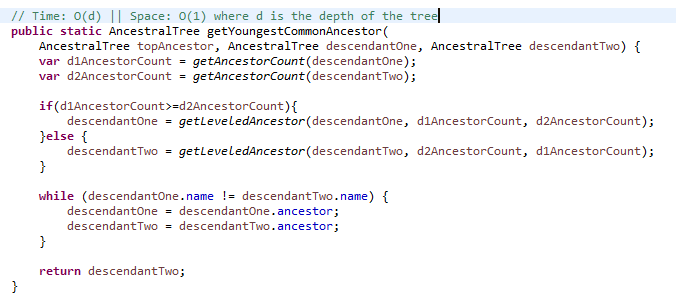 // Time: O(d) || Space: O(1) where d is the depth of the tree
public static AncestralTree getYoungestCommonAncestor(
    AncestralTree topAncestor, AncestralTree descendantOne, AncestralTree descendantTwo) {
    var d1AncestorCount = getAncestorCount(descendantOne);
    var d2AncestorCount = getAncestorCount(descendantTwo);

    if(d1AncestorCount>=d2AncestorCount){
        descendantOne = getLeveledAncestor(descendantOne, d1AncestorCount, d2AncestorCount);
    }else {
        descendantTwo = getLeveledAncestor(descendantTwo, d2AncestorCount, d1AncestorCount);
    }

    while (descendantOne.name != descendantTwo.name) {
        descendantOne = descendantOne.ancestor;
        descendantTwo = descendantTwo.ancestor;
    }

    return descendantTwo;
}